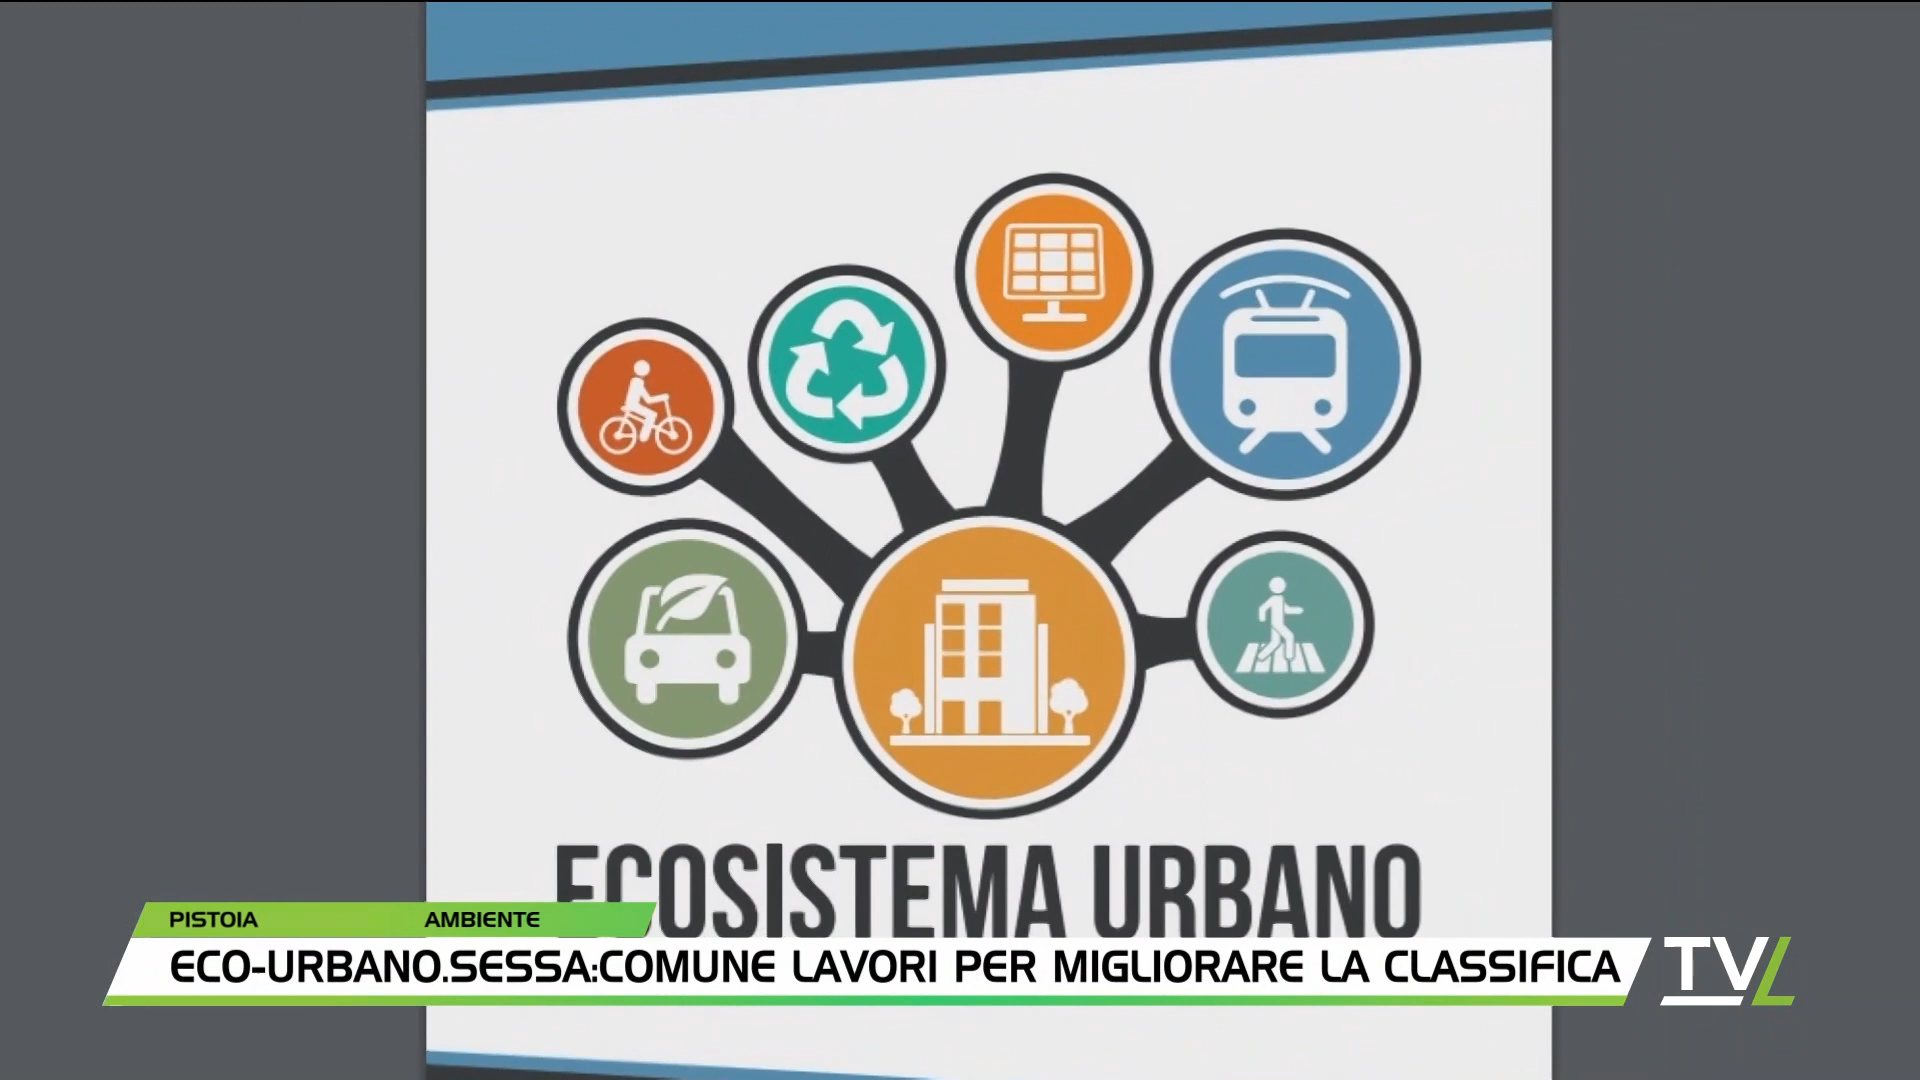 ECOSISTEMA URBANO
PISTOIA AMBIENTE
ECO-URBANO.SESSA:COMUNE LAVORI PER MIGLIORARE LA CLASSIFICA
TVL